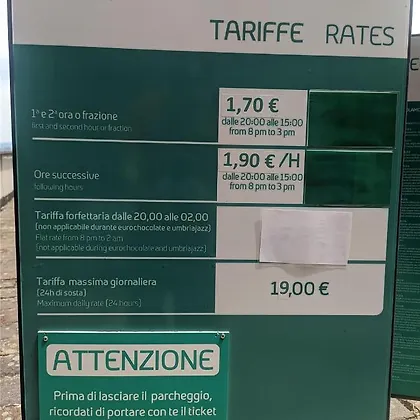 TARIFFE RATES
1ª e 2ª ora o frazione
first and second hour or fraction
1,70 €
dalle 20:00 alle 15:00
from 8 pm to 3 pm
Ore successive
following hours
1,90 €/H
dalle 20:00 alle 15:00
from 8 pm to 3 pm
Tariffa forfettaria dalle 20,00 alle 02,00
(non applicabile durante eurochocolate e umbriajazz)
Flat rate from 8 pm to 2 am
(not applicable during eurochocolate and umbriajazz)
Tariffa massima giornaliera
(24h di sosta)
Maximum daily rate (24 hours)
19,00 €
ATTENZIONE
Prima di lasciare il parcheggio,
ricordati di portare con te il ticket